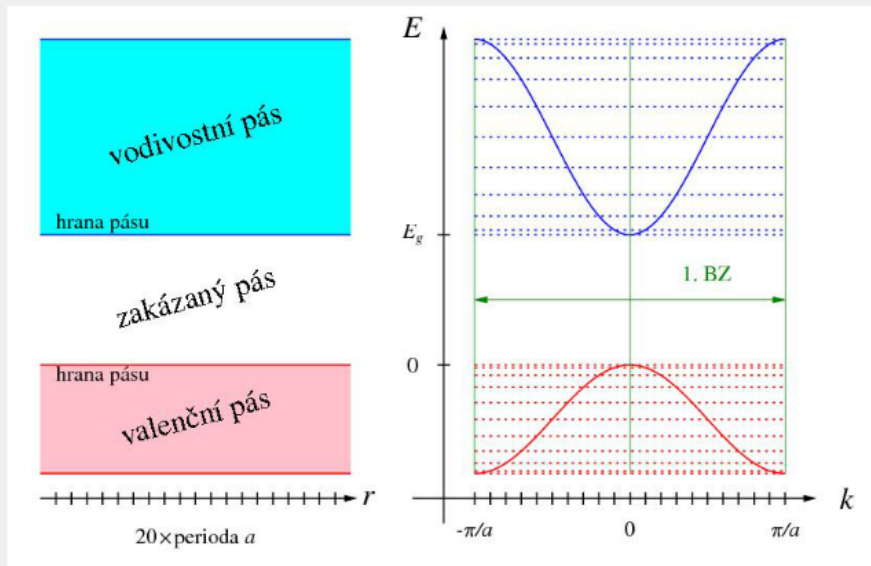 vodivostní pás
hrana pásu
zakázaný pás
hrana pásu
valenční pás
r
20×perioda a
E
E_g
1. BZ
0
-π/a
0
π/a
k